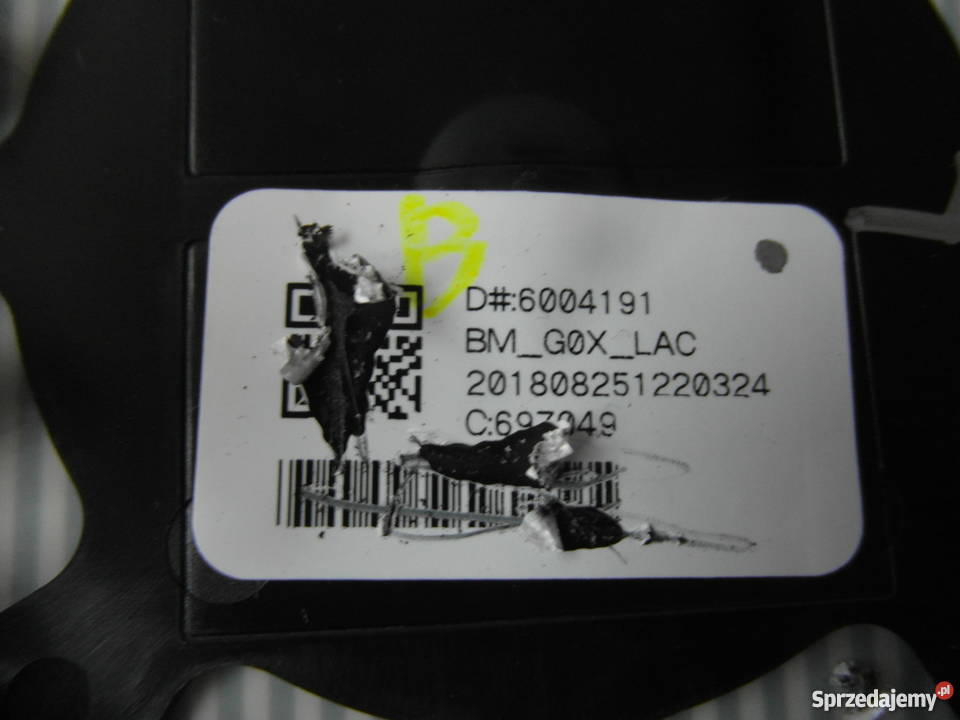 B
D#:6004191
BM_G0X_LAC
201808251220324
C:697049
Sprzedajemy.pl